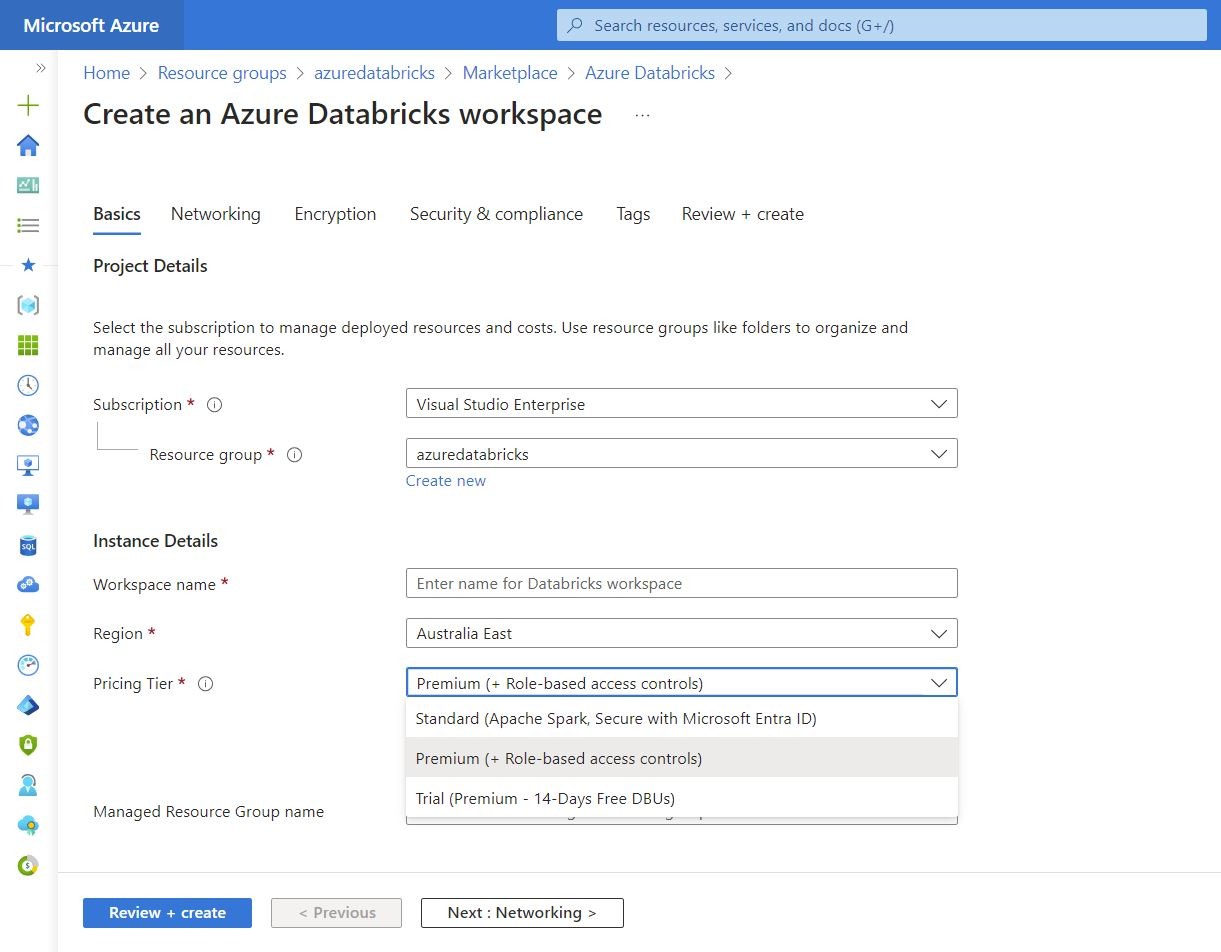 Microsoft Azure
Search resources, services, and docs (G+/)
Home > Resource groups > azuredatabricks > Marketplace > Azure Databricks >
Create an Azure Databricks workspace ...
Basics Networking Encryption Security & compliance Tags Review + create
Project Details
Select the subscription to manage deployed resources and costs. Use resource groups like folders to organize and
manage all your resources.
Subscription * Visual Studio Enterprise
Resource group * azuredatabricks
Create new
Instance Details
Workspace name * Enter name for Databricks workspace
Region * Australia East
Pricing Tier * Premium (+ Role-based access controls)
Standard (Apache Spark, Secure with Microsoft Entra ID)
Premium (+ Role-based access controls)
Trial (Premium - 14-Days Free DBUs)
Managed Resource Group name
Review + create < Previous Next : Networking >
SQL